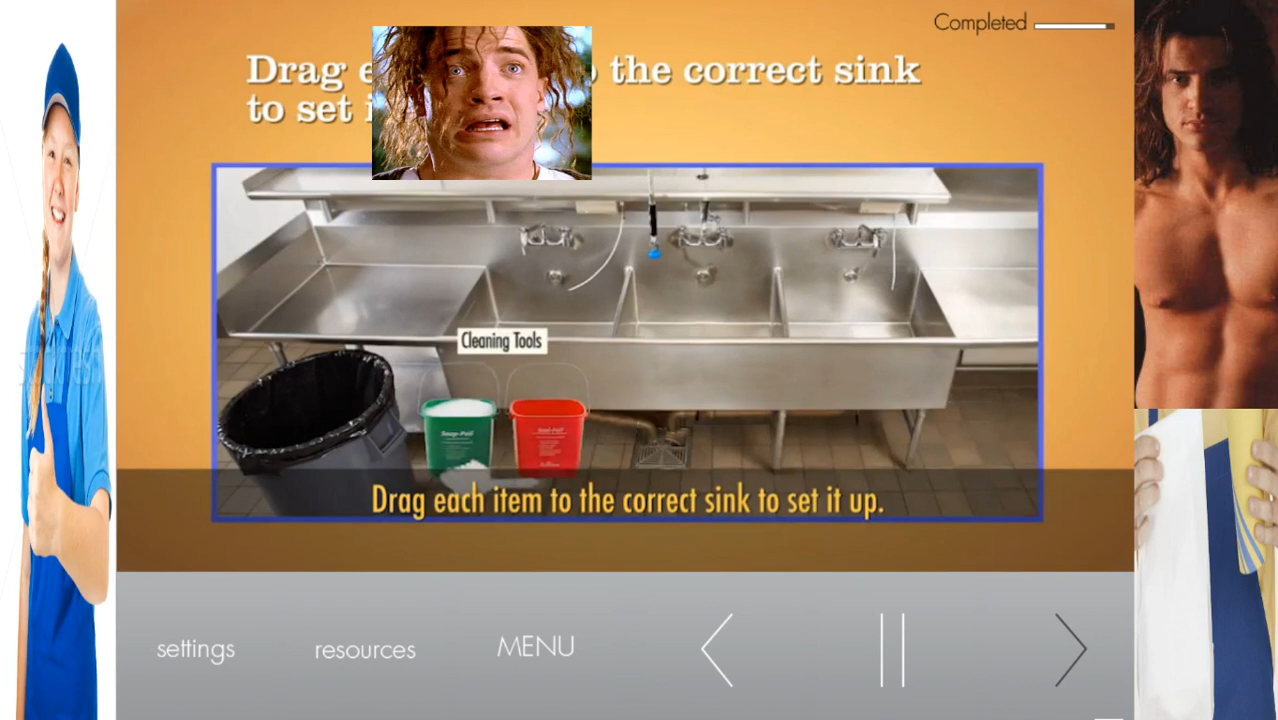 Completed
Drag e the correct sink
to set i
Cleaning Tools
Drag each item to the correct sink to set it up.
settings
resources
MENU